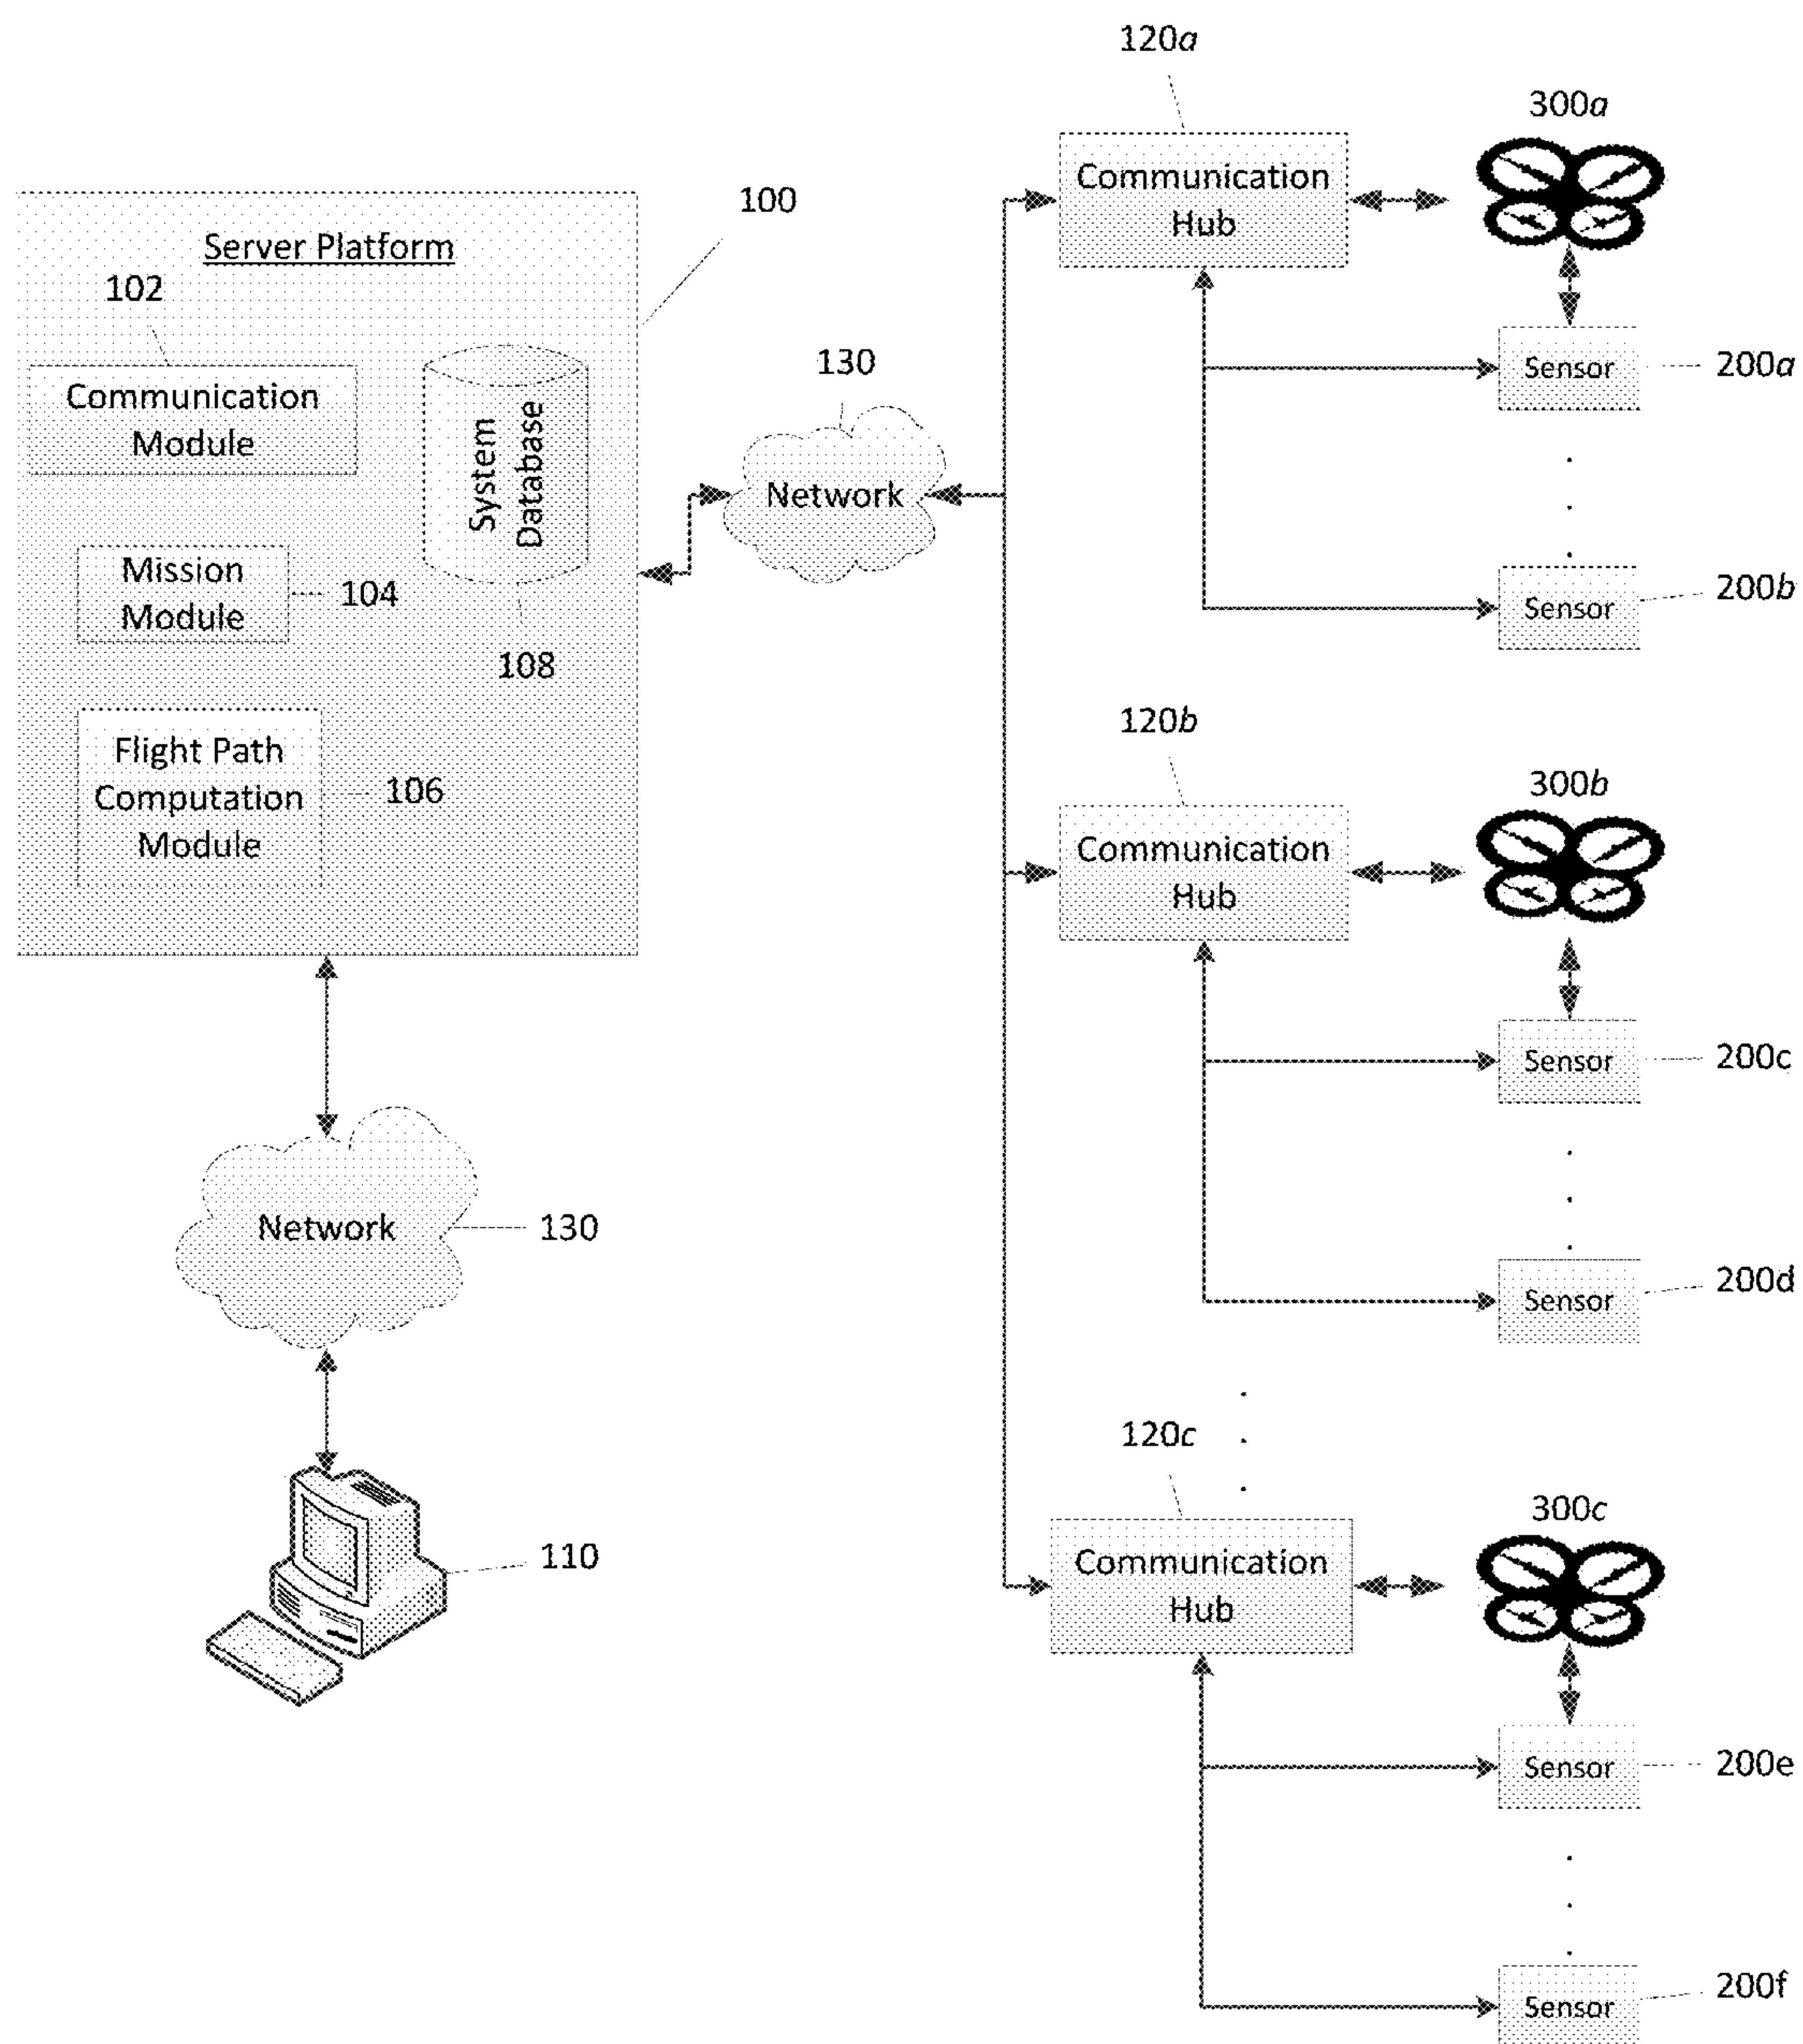 120a
300a
Communication
Hub
100
Server Platform
102
Communication
Module
System
Database
130
Network
Sensor
200a
Mission
Module
104
108
Sensor
200b
Flight Path
Computation
Module
106
120b
300b
Communication
Hub
Sensor
200c
Network
130
Sensor
200d
120c
300c
110
Communication
Hub
Sensor
200e
Sensor
200f